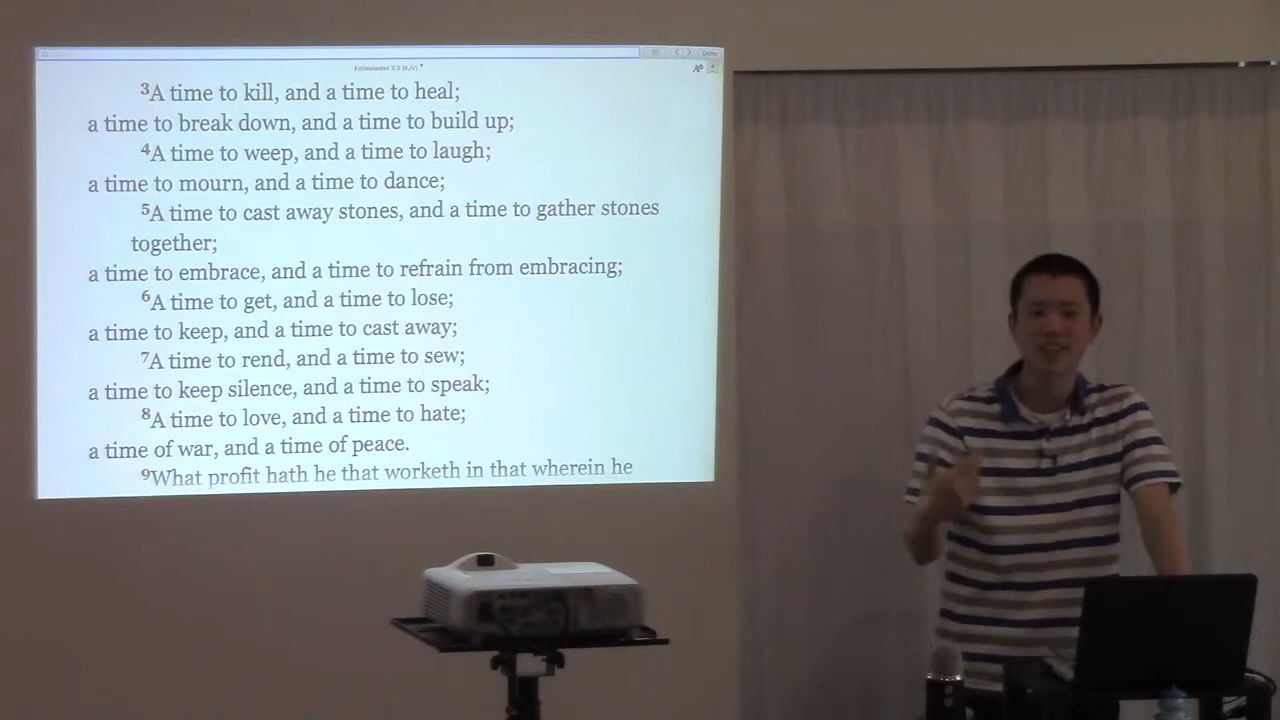 Done
Ecclesiastes 3:3 (KJV)
³A time to kill, and a time to heal;
a time to break down, and a time to build up;
⁴A time to weep, and a time to laugh;
a time to mourn, and a time to dance;
⁵A time to cast away stones, and a time to gather stones
together;
a time to embrace, and a time to refrain from embracing;
⁶A time to get, and a time to lose;
a time to keep, and a time to cast away;
⁷A time to rend, and a time to sew;
a time to keep silence, and a time to speak;
⁸A time to love, and a time to hate;
a time of war, and a time of peace.
⁹What profit hath he that worketh in that wherein he